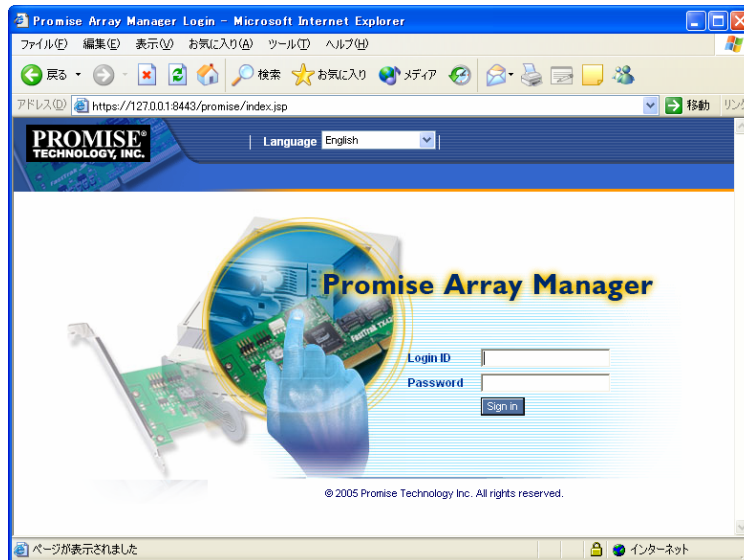 Promise Array Manager Login - Microsoft Internet Explorer
ファイル(F) 編集(E) 表示(V) お気に入り(A) ツール(T) ヘルプ(H)
戻る 検索 お気に入り メディア
アドレス(D) https://127.0.0.1:8443/promise/index.jsp 移動 リンク
PROMISE®
TECHNOLOGY, INC.
Language English
Promise Array Manager
FastTrak TX42
Login ID
Password
Sign in
© 2005 Promise Technology Inc. All rights reserved.
ページが表示されました インターネット